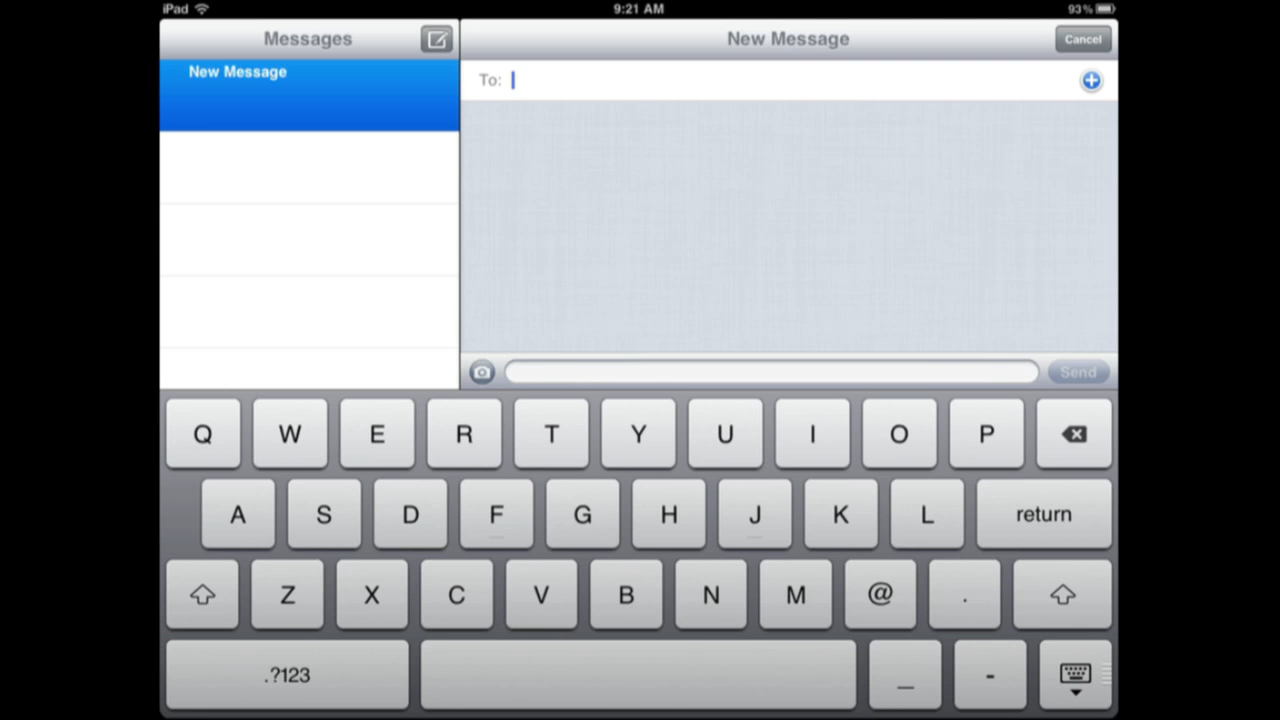 iPad 9:21 AM 93%
Messages
New Message
Cancel
New Message
To:
Send
Q W E R T Y U I O P
A S D F G H J K L return
Z X C V B N M @ .
.?123 _ -